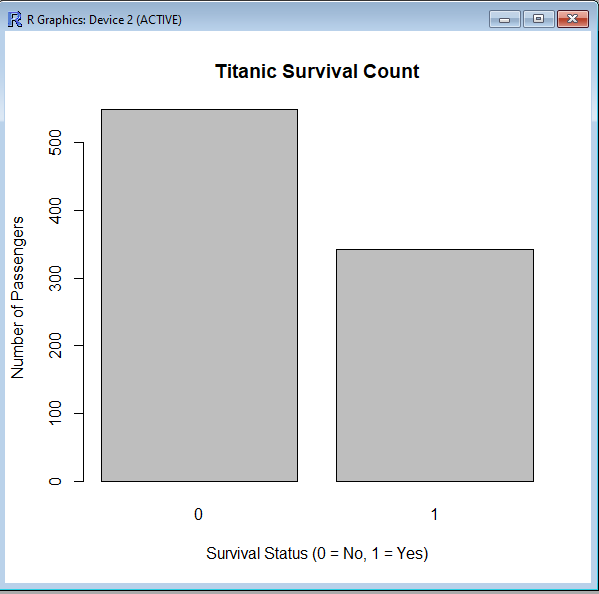 R Graphics: Device 2 (ACTIVE)
Titanic Survival Count
Number of Passengers
500
400
300
200
100
0
0 1
Survival Status (0 = No, 1 = Yes)